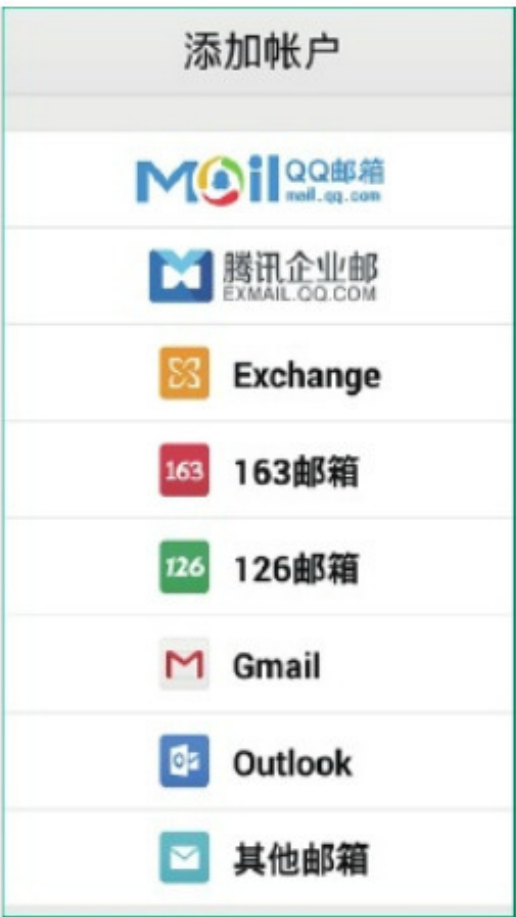 添加帐户
Mail QQ邮箱
mail.qq.com
腾讯企业邮
EXMAIL.QQ.COM
Exchange
163 163邮箱
126 126邮箱
Gmail
Outlook
其他邮箱